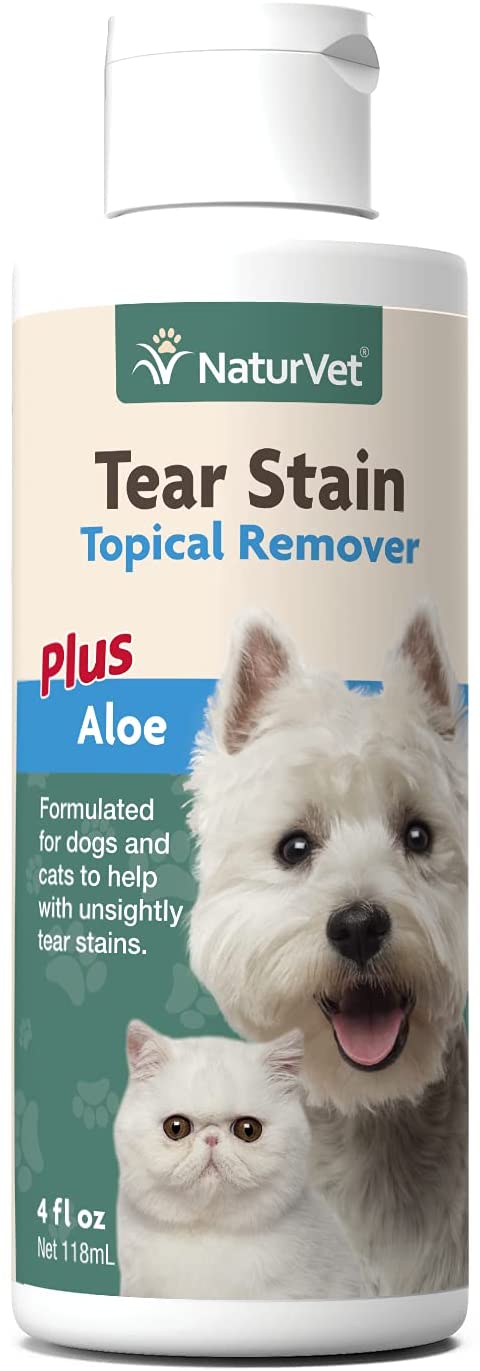 NaturVet®
Tear Stain
Topical Remover
plus
Aloe
Formulated
for dogs and
cats to help
with unsightly
tear stains.
4 fl oz
Net 118mL